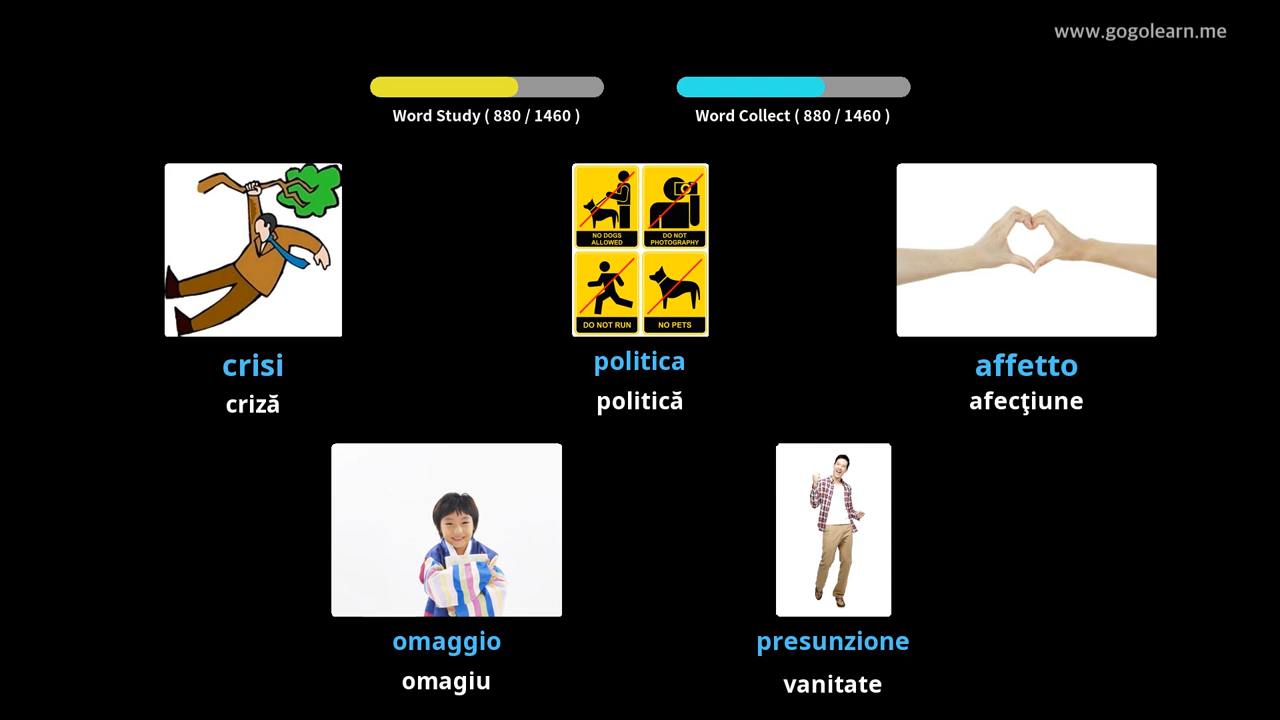 www.gogolearn.me
Word Study ( 880 / 1460 )
Word Collect ( 880 / 1460 )
NO DOGS
ALLOWED
DO NOT
PHOTOGRAPHY
DO NOT RUN
NO PETS
crisi
criză
politica
politică
affetto
afecţiune
omaggio
omagiu
presunzione
vanitate